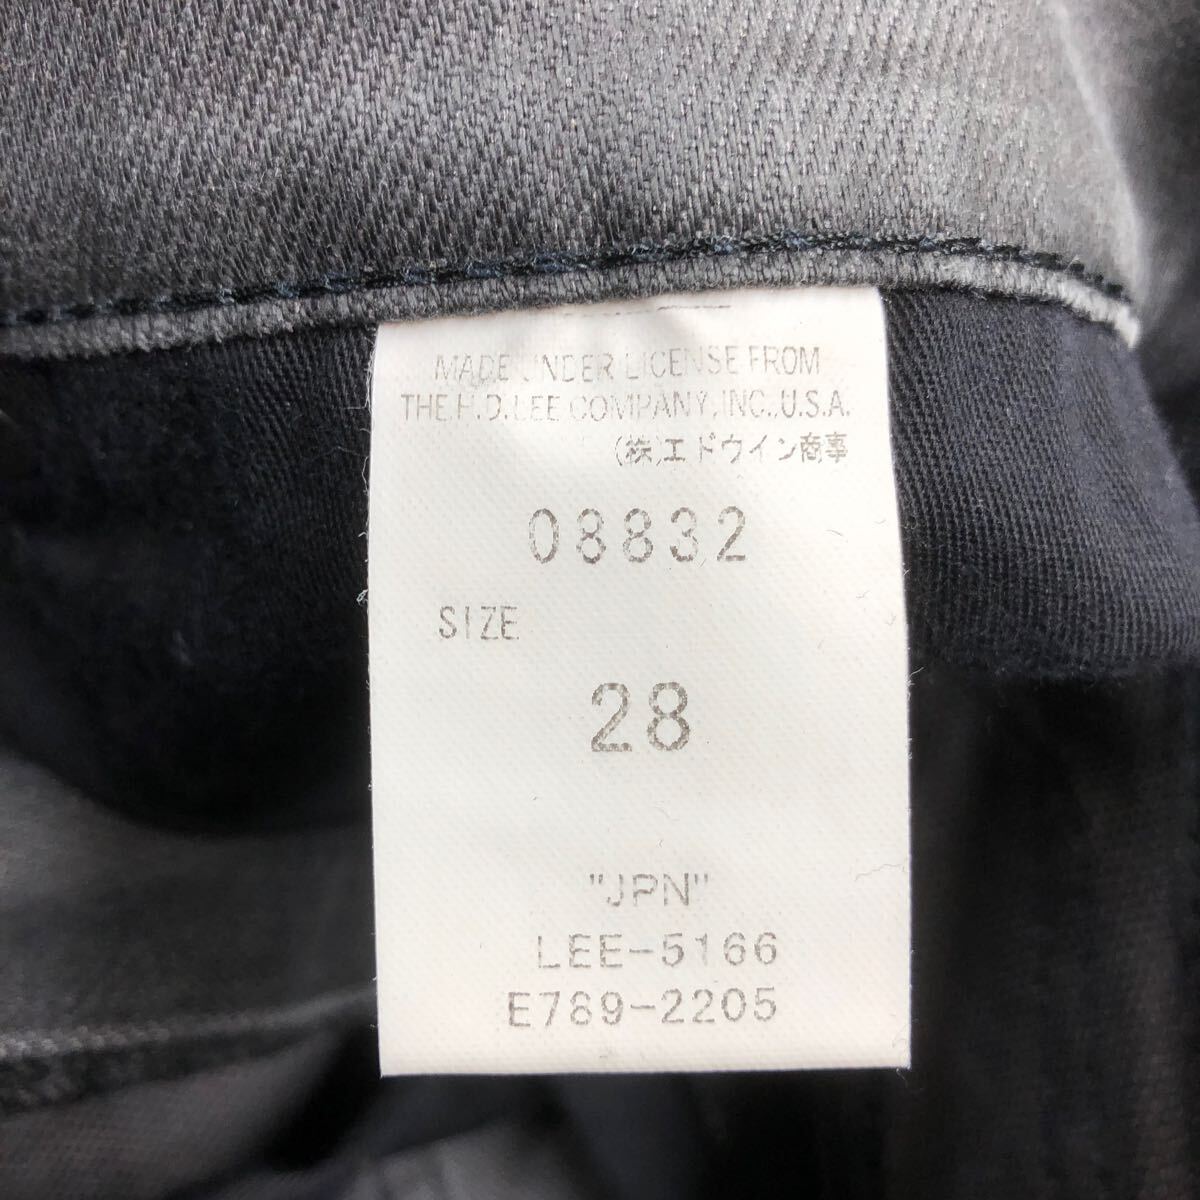 MADE UNDER LICENSE FROM
THE H.D.LEE COMPANY,INC.,U.S.A.
(株)エドウイン商事
08832
SIZE
28
"JPN"
LEE-5166
E789-2205